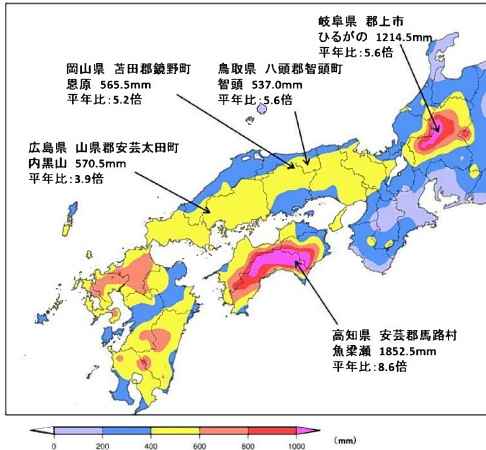 岐阜県 郡上市
ひるがの 1214.5mm
平年比:5.6倍
岡山県 苫田郡鏡野町
恩原 565.5mm
平年比:5.2倍
鳥取県 八頭郡智頭町
智頭 537.0mm
平年比:5.6倍
広島県 山県郡安芸太田町
内黒山 570.5mm
平年比:3.9倍
高知県 安芸郡馬路村
魚梁瀬 1852.5mm
平年比:8.6倍
0 200 400 600 800 1000 (mm)